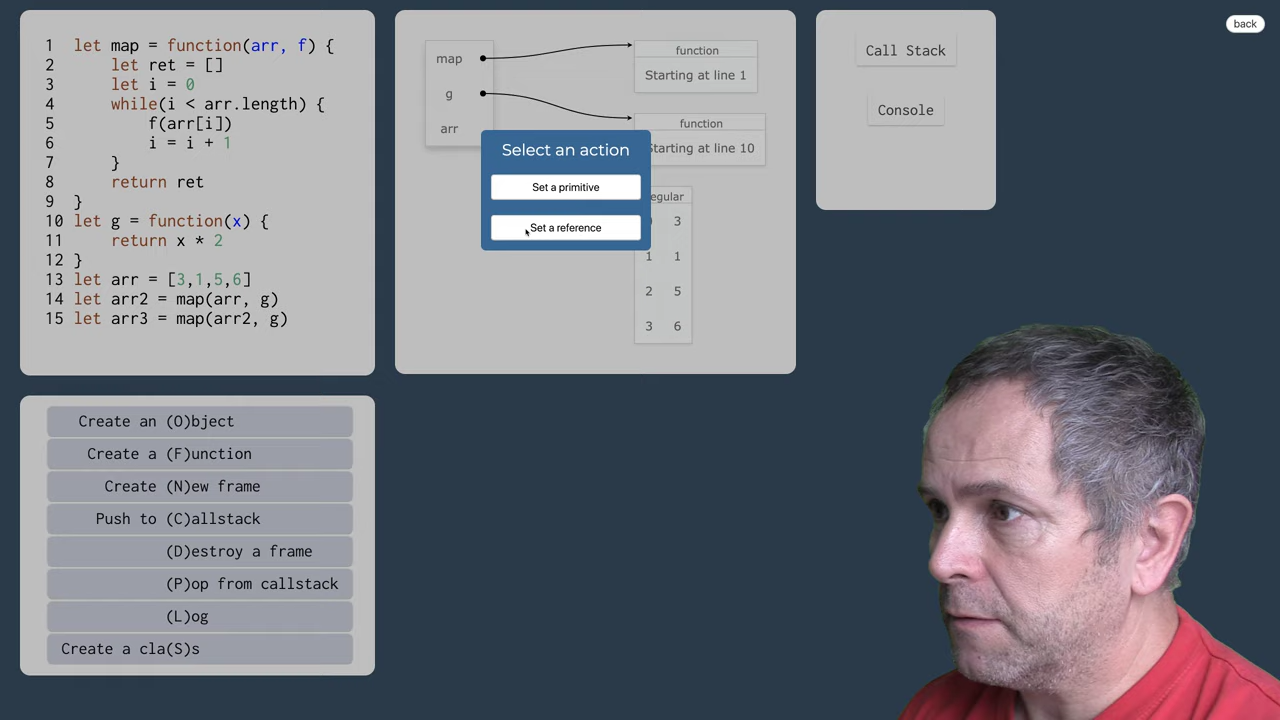 back
1 let map = function(arr, f) {
2 let ret = []
3 let i = 0
4 while(i < arr.length) {
5 f(arr[i])
6 i = i + 1
7 }
8 return ret
9 }
10 let g = function(x) {
11 return x * 2
12 }
13 let arr = [3,1,5,6]
14 let arr2 = map(arr, g)
15 let arr3 = map(arr2, g)
map
g
arr
function
Starting at line 1
function
Starting at line 10
egular
3
1 1
2 5
3 6
Select an action
Set a primitive
Set a reference
Call Stack
Console
Create an (O)bject
Create a (F)unction
Create (N)ew frame
Push to (C)allstack
(D)estroy a frame
(P)op from callstack
(L)og
Create a cla(S)s